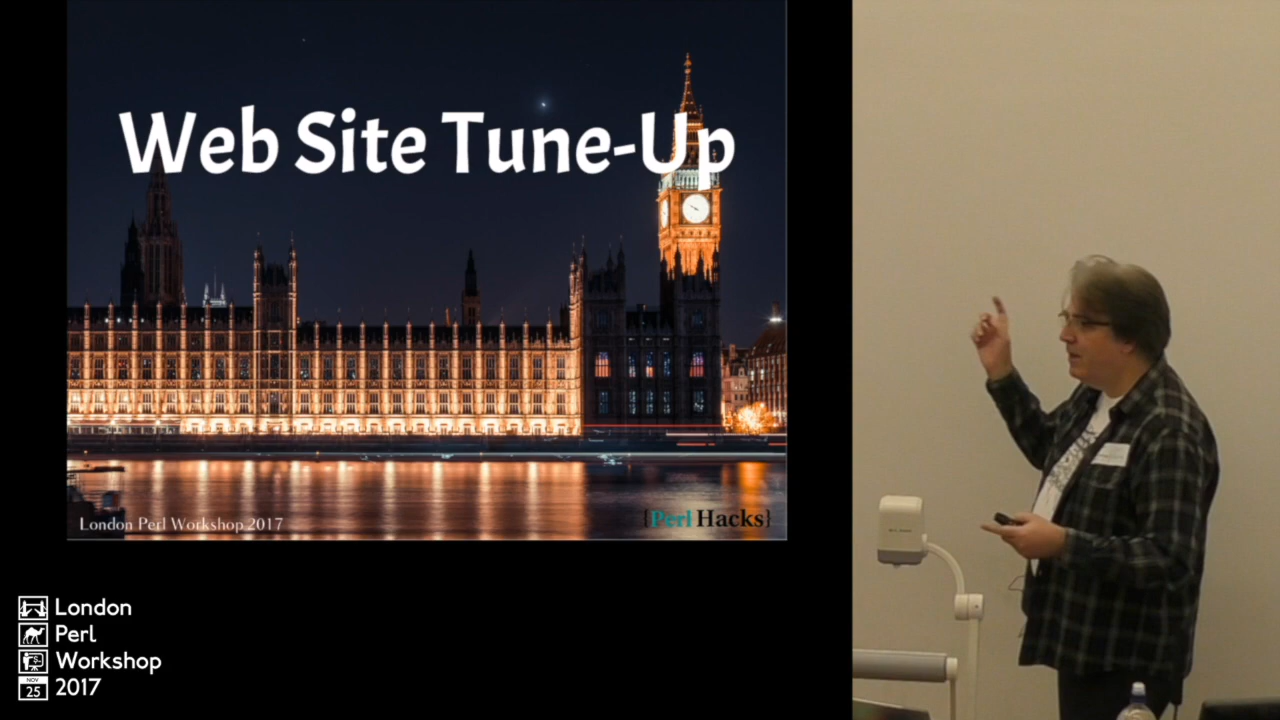 Web Site Tune-Up
London Perl Workshop 2017
{Perl Hacks}
London
Perl
Workshop
NOV
25
2017